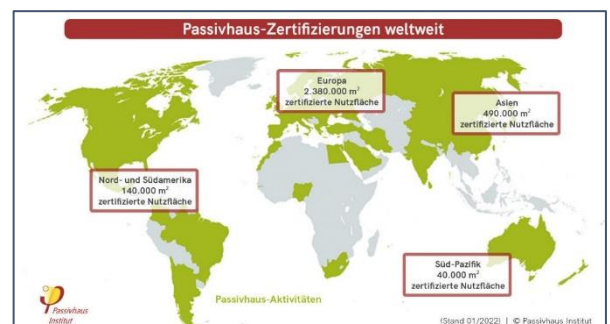 Passivhaus-Zertifizierungen weltweit
Europa
2.380.000 m²
zertifizierte Nutzfläche
Asien
490.000 m²
zertifizierte Nutzfläche
Nord- und Südamerika
140.000 m²
zertifizierte Nutzfläche
Süd-Pazifik
40.000 m²
zertifizierte Nutzfläche
Passivhaus-Aktivitäten
Passivhaus
Institut
(Stand 01/2022) | © Passivhaus Institut